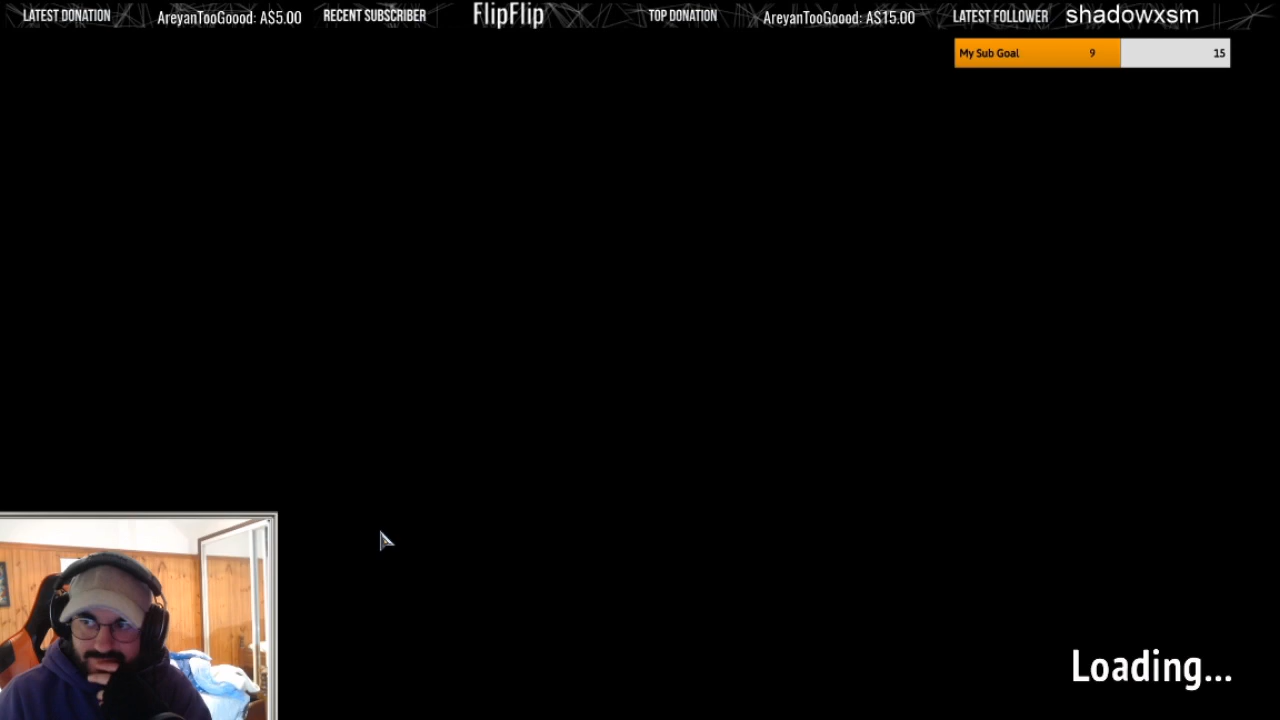 LATEST DONATION AreyanTooGoood: A$5.00 RECENT SUBSCRIBER FlipFlip TOP DONATION AreyanTooGoood: A$15.00 LATEST FOLLOWER shadowxsm
My Sub Goal 9 15
Loading...